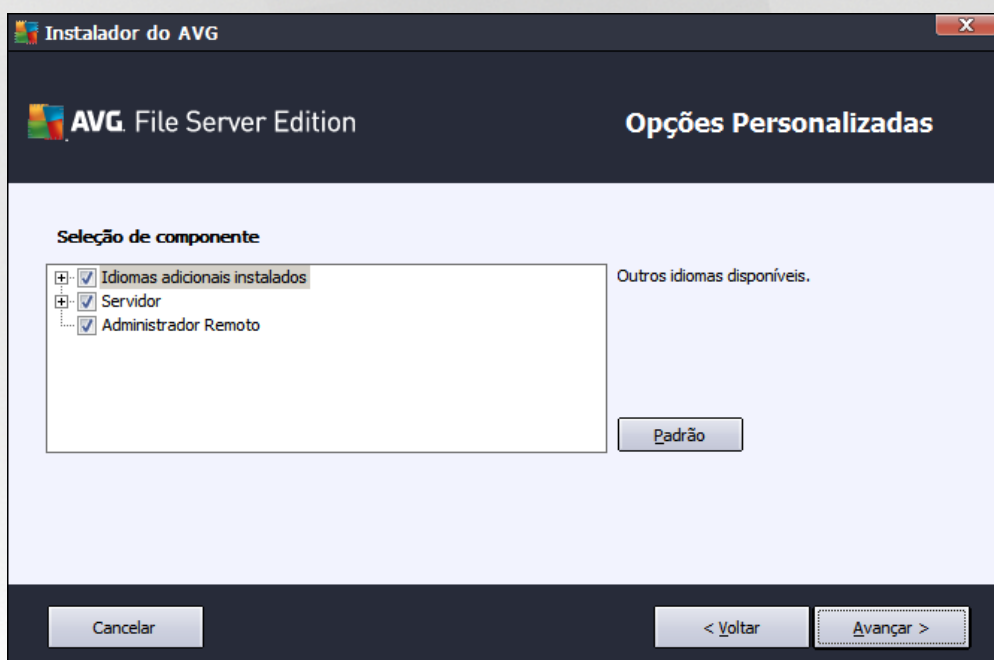 Instalador do AVG
AVG. File Server Edition
Opções Personalizadas
Seleção de componente
Idiomas adicionais instalados
Servidor
Administrador Remoto
Outros idiomas disponíveis.
Padrão
Cancelar
< Voltar
Avançar >